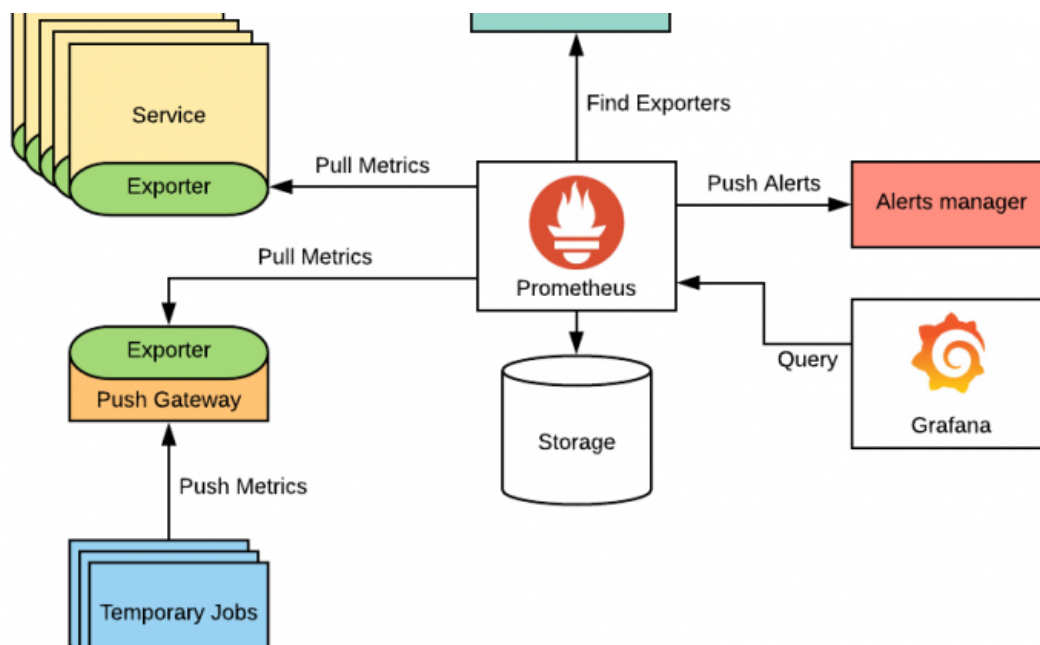 Service
Find Exporters
Pull Metrics
Push Alerts
Exporter
Alerts manager
Pull Metrics
Prometheus
Exporter
Query
Push Gateway
Grafana
Storage
Push Metrics
Temporary Jobs